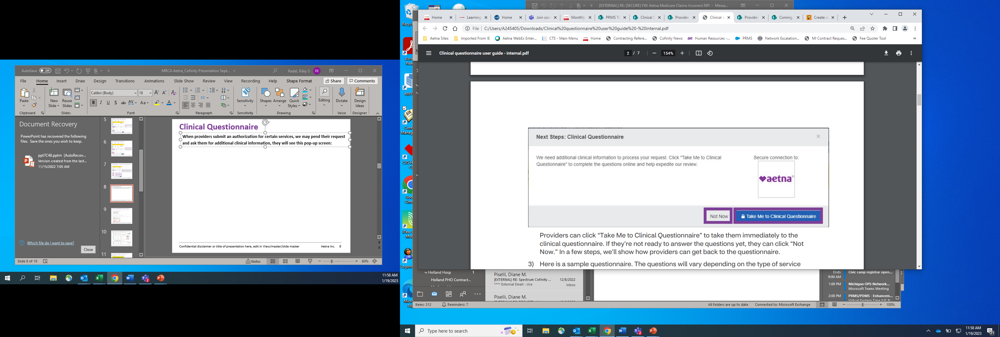 AutoSave Off
MRCA Aetna_Cofinity Presentation Sept...
Radel, Kiley S RK
File Home Insert Draw Design Transitions Animations Slide Show Review View Recording Help Shape Format Share Comments
Calibri (Body) 18
Paste
New Slide
Reuse Slides
B I U S ab AV Aa A
Sensitivity
Shapes Arrange Quick Styles
Editing
Dictate
Design Ideas
Clipboard Slides Font Paragraph Sensitivity Drawing Voice Designer
Document Recovery
PowerPoint has recovered the following
files. Save the ones you wish to keep.
ppt7C48.pptm [AutoRecov...
Version created from the last...
11/15/2022 7:05 AM
Which file do I want to save?
Close
5
6
7
8
9
10
11
Clinical Questionnaire
When providers submit an authorization for certain services, we may pend their request
and ask them for additional clinical information, they will see this pop-up screen:
Confidential disclaimer or title of presentation here, edit in View/master/slide master Aetna Inc. 8
Slide 8 of 19 Notes 60%
11:58 AM
1/19/2023
[EXTERNAL] RE: [SECURE] FW: Aetna Medicare Claims Incorrect NPI - Messa...
Home Learning Home Join con Monthly PRMS Tr Clinical C Provider Clinical c Provider Coming Create o
File C:/Users/A245405/Downloads/Clinical%20questionnaire%20user%20guide%20-%20internal.pdf
Aetna Sites Imported From IE Aetna WebEx Enter... CTS - Main Menu Home Contracting Refere... Cofinity News Human Resources -... PRMS Network Escalation... MI Contract Reques... Fee Quoter Tool
Clinical questionnaire user guide - internal.pdf 2 / 7 154%
Next Steps: Clinical Questionnaire
We need additional clinical information to process your request. Click "Take Me to Clinical
Questionnaire" to complete the questions online and help expedite our review.
Secure connection to:
aetna
Not Now
Take Me to Clinical Questionnaire
Providers can click “Take Me to Clinical Questionnaire” to take them immediately to the
clinical questionnaire. If they’re not ready to answer the questions yet, they can click “Not
Now.” In a few steps, we’ll show how providers can get back to the questionnaire.
3) Here is a sample questionnaire. The questions will vary depending on the type of service
Holland Hosp 1
Holland PHO Contract...
Piselli, Diane M.
[EXTERNAL] RE: Spectrum Cofinity ... 12/8/2022
**** External Email - Use Inbox
Piselli, Diane M.
Ends Civic camp registrar open...
9:00 AM
1:00 PM Michigan OPS-Network...
Microsoft Teams Meeting
2:00 PM PRMS/PDMS - Enhancem...
Items: 312 Reminders: 7 All folders are up to date. Connected to: Microsoft Exchange 100%
Type here to search
11:58 AM
1/19/2023
21